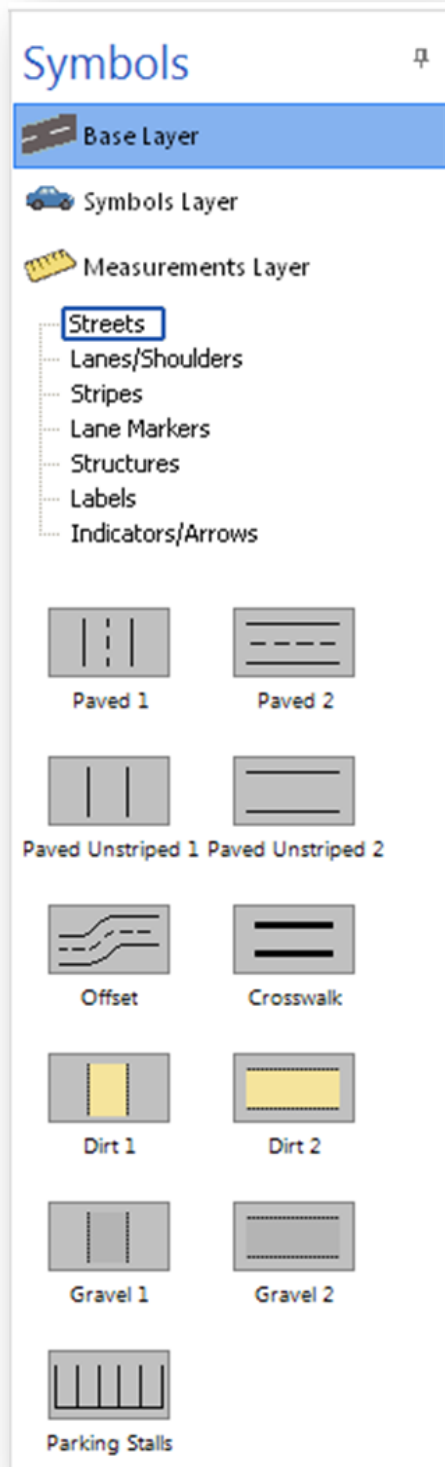 Symbols
Base Layer
Symbols Layer
Measurements Layer
Streets
Lanes/Shoulders
Stripes
Lane Markers
Structures
Labels
Indicators/Arrows
Paved 1 Paved 2
Paved Unstriped 1 Paved Unstriped 2
Offset Crosswalk
Dirt 1 Dirt 2
Gravel 1 Gravel 2
Parking Stalls